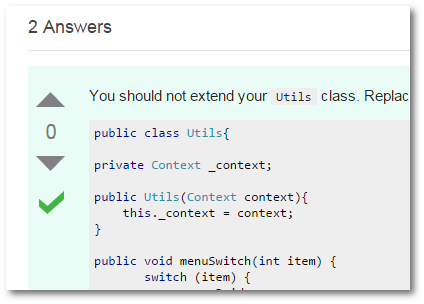 2 Answers
You should not extend your Utils class. Replac
0
public class Utils{
private Context _context;
public Utils(Context context){
this._context = context;
}
public void menuSwitch(int item) {
switch (item) {